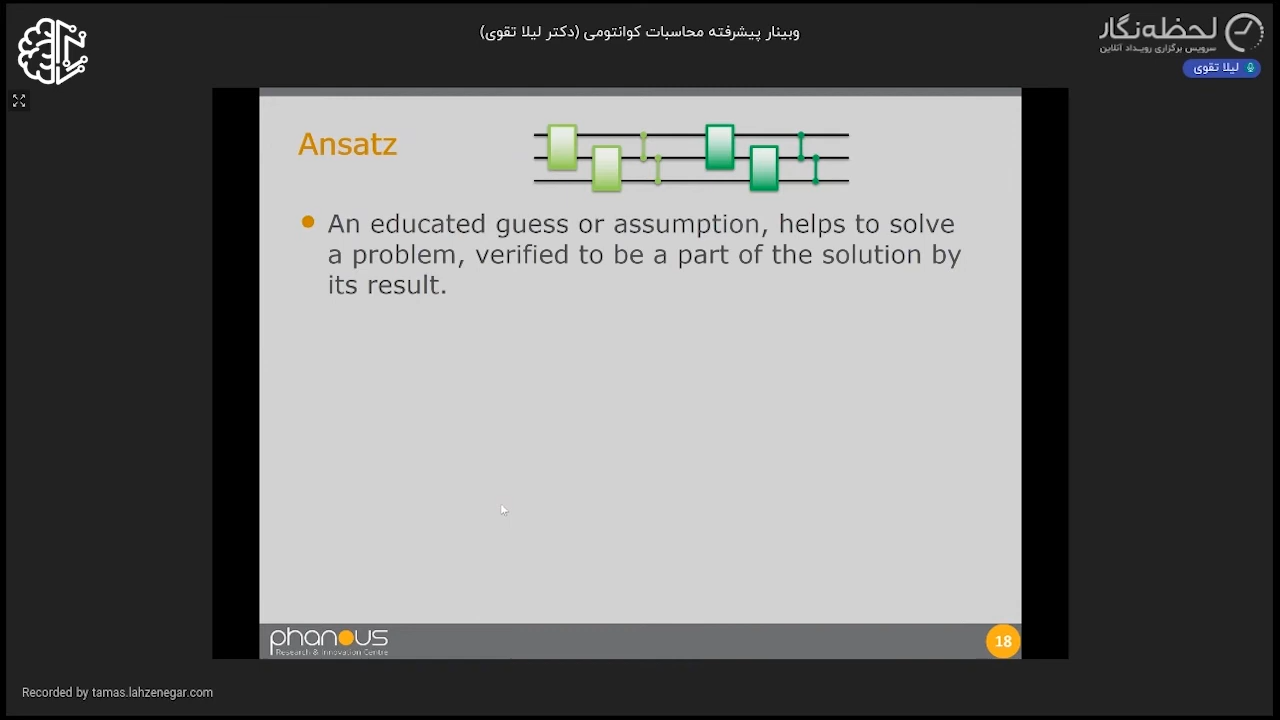 وبینار پیشرفته محاسبات کوانتومی (دکتر لیلا تقوی)
لحظه‌نگار
سرویس برگزاری رویداد آنلاین
لیلا تقوی
Ansatz
An educated guess or assumption, helps to solve
a problem, verified to be a part of the solution by
its result.
phanous
Research & Innovation Centre
18
Recorded by tamas.lahzenegar.com